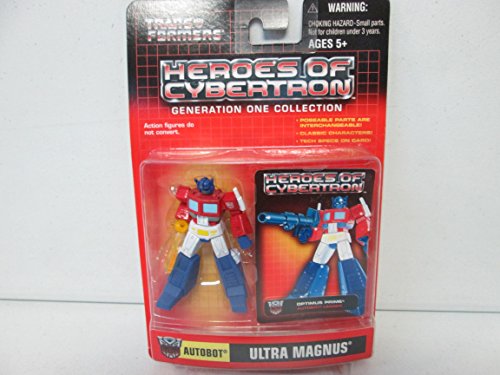 TRANS
FORMERS
WARNING:
CHOKING HAZARD-Small parts.
Not for children under 3 years.
AGES 5+
HEROES OF
CYBERTRON
GENERATION ONE COLLECTION
Action figures do
not convert.
• POSEABLE PARTS ARE
INTERCHANGEABLE!
• CLASSIC CHARACTERS!
• TECH SPECS ON CARD!
HEROES OF
CYBERTRON
OPTIMUS PRIME
AUTOBOT® ULTRA MAGNUS®